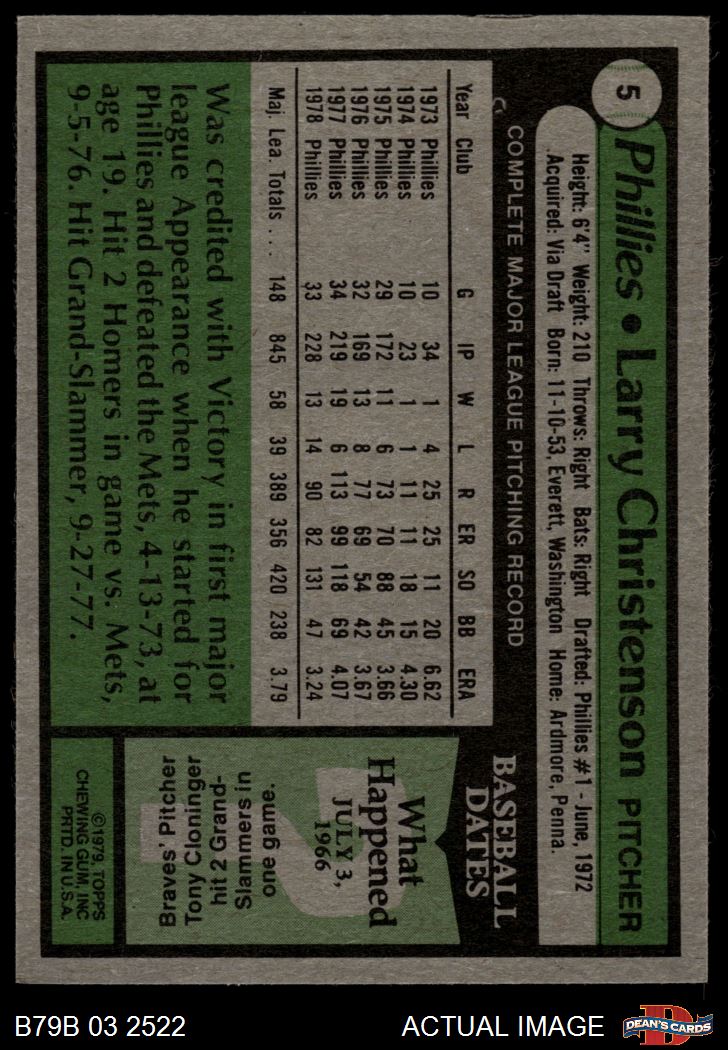 5
Phillies • Larry Christenson PITCHER
Height: 6'4" Weight: 210 Throws: Right Bats: Right Drafted: Phillies #1 - June, 1972
Acquired: Via Draft Born: 11-10-53, Everett, Washington Home: Ardmore, Penna.
COMPLETE MAJOR LEAGUE PITCHING RECORD
Year Club G IP W L R ER SO BB ERA
1973 Phillies 10 34 1 4 25 25 11 20 6.62
1974 Phillies 10 23 1 1 11 11 18 15 4.30
1975 Phillies 29 172 11 6 73 70 88 45 3.66
1976 Phillies 32 169 13 8 77 69 54 42 3.67
1977 Phillies 34 219 19 6 113 99 118 69 4.07
1978 Phillies 33 228 13 14 90 82 131 47 3.24
Maj. Lea. Totals . . . 148 845 58 39 389 356 420 238 3.79
Was credited with Victory in first major
league Appearance when he started for
Phillies and defeated the Mets, 4-13-73, at
age 19. Hit 2 Homers in game vs. Mets,
9-5-76. Hit Grand-Slammer, 9-27-77.
BASEBALL
DATES
What
Happened
JULY 3,
1966
Braves' Pitcher
Tony Cloninger
hit 2 Grand-
Slammers in
one game.
©1979, TOPPS
CHEWING GUM, INC
PRTD. IN U.S.A.
B79B 03 2522
ACTUAL IMAGE
D
DEAN'S CARDS